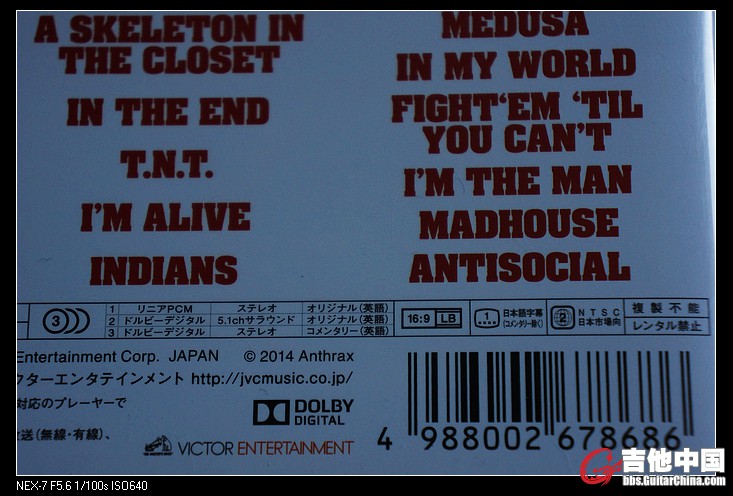 A SKELETON IN
THE CLOSET
IN THE END
T.N.T.
I'M ALIVE
INDIANS
MEDUSA
IN MY WORLD
FIGHT 'EM 'TIL
YOU CAN'T
I'M THE MAN
MADHOUSE
ANTISOCIAL
3
1 リニアPCM ステレオ オリジナル(英語)
2 ドルビーデジタル 5.1chサラウンド オリジナル(英語)
3 ドルビーデジタル ステレオ コメンタリー(英語)
16:9 LB
1 日本語字幕
(コメンタリー除く)
2 NTSC
日本市場向
複製不能
レンタル禁止
Entertainment Corp. JAPAN © 2014 Anthrax
クターエンタテインメント http://jvcmusic.co.jp/
対応のプレーヤーで
送(無線・有線)、
DOLBY
DIGITAL
VICTOR ENTERTAINMENT
4 988002 678686
吉他中国
bbs.GuitarChina.com
NEX-7 F5.6 1/100s ISO640